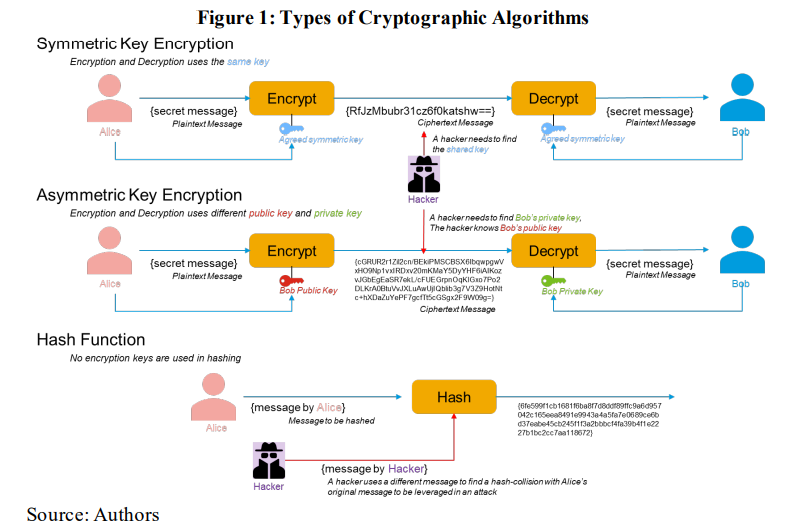 Figure 1: Types of Cryptographic Algorithms
Symmetric Key Encryption
Encryption and Decryption uses the same key
Alice
{secret message}
Plaintext Message
Encrypt
Agreed symmetric key
{RfJzMbubr31cz6f0katshw==}
Ciphertext Message
Decrypt
Agreed symmetric key
{secret message}
Plaintext Message
Bob
A hacker needs to find
the shared key
Hacker
Asymmetric Key Encryption
Encryption and Decryption uses different public key and private key
A hacker needs to find Bob's private key,
The hacker knows Bob's public key
Alice
{secret message}
Plaintext Message
Encrypt
Bob Public Key
Ciphertext Message
Decrypt
Bob Private Key
{secret message}
Plaintext Message
Bob
Hash Function
No encryption keys are used in hashing
Alice
{message by Alice}
Message to be hashed
Hash
{6fe599f1cb1681f6ba8f7d8ddf89ffc9a6d957
042c165eea8491e9943a4a5fa7e0689ce6b
d37eabe45cb245f1f3a2bbbcf4fa39b4f1e22
27b1bc2cc7aa118672}
Hacker
{message by Hacker}
A hacker uses a different message to find a hash-collision with Alice's
original message to be leveraged in an attack
Source: Authors